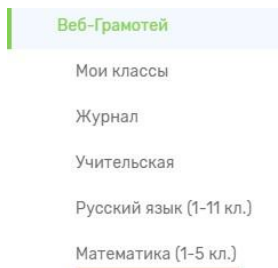 Веб-Грамотей
Мои классы
Журнал
Учительская
Русский язык (1-11 кл.)
Математика (1-5 кл.)